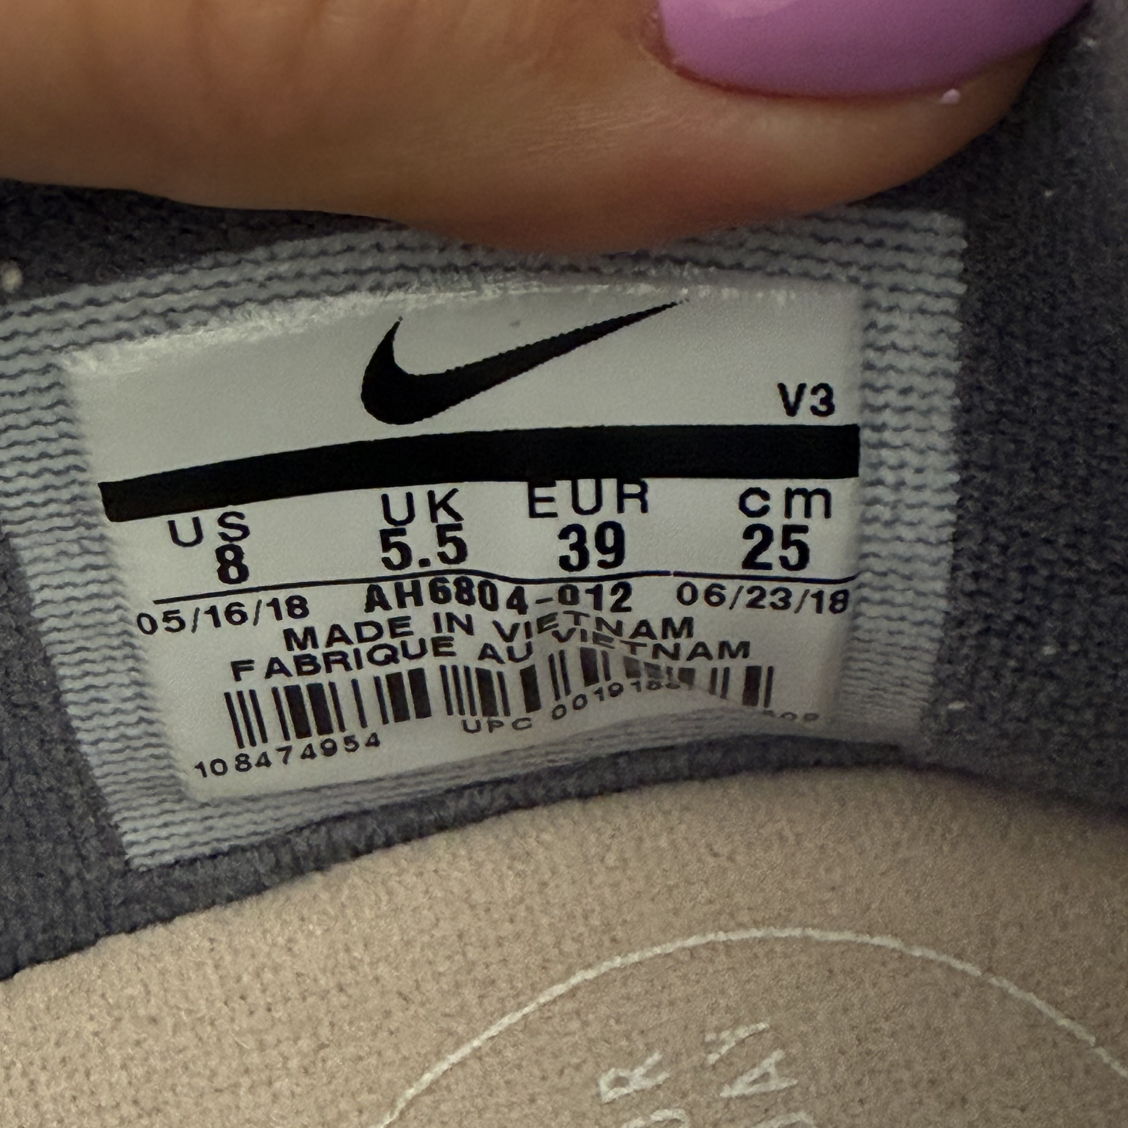 V3
US UK EUR cm
8 5.5 39 25
05/16/18 AH6804-012 06/23/18
MADE IN VIETNAM
FABRIQUE AU VIETNAM
108474954 UPC